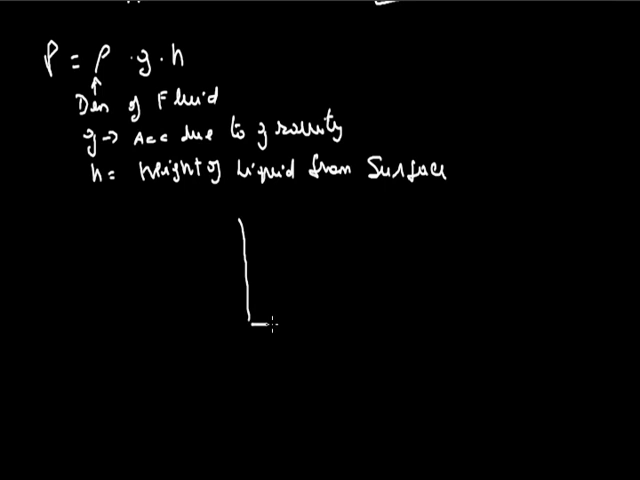 P = ρ · g · h
↑
Den of Fluid
g → Acc due to gravity
h = Height of Liquid from Surface